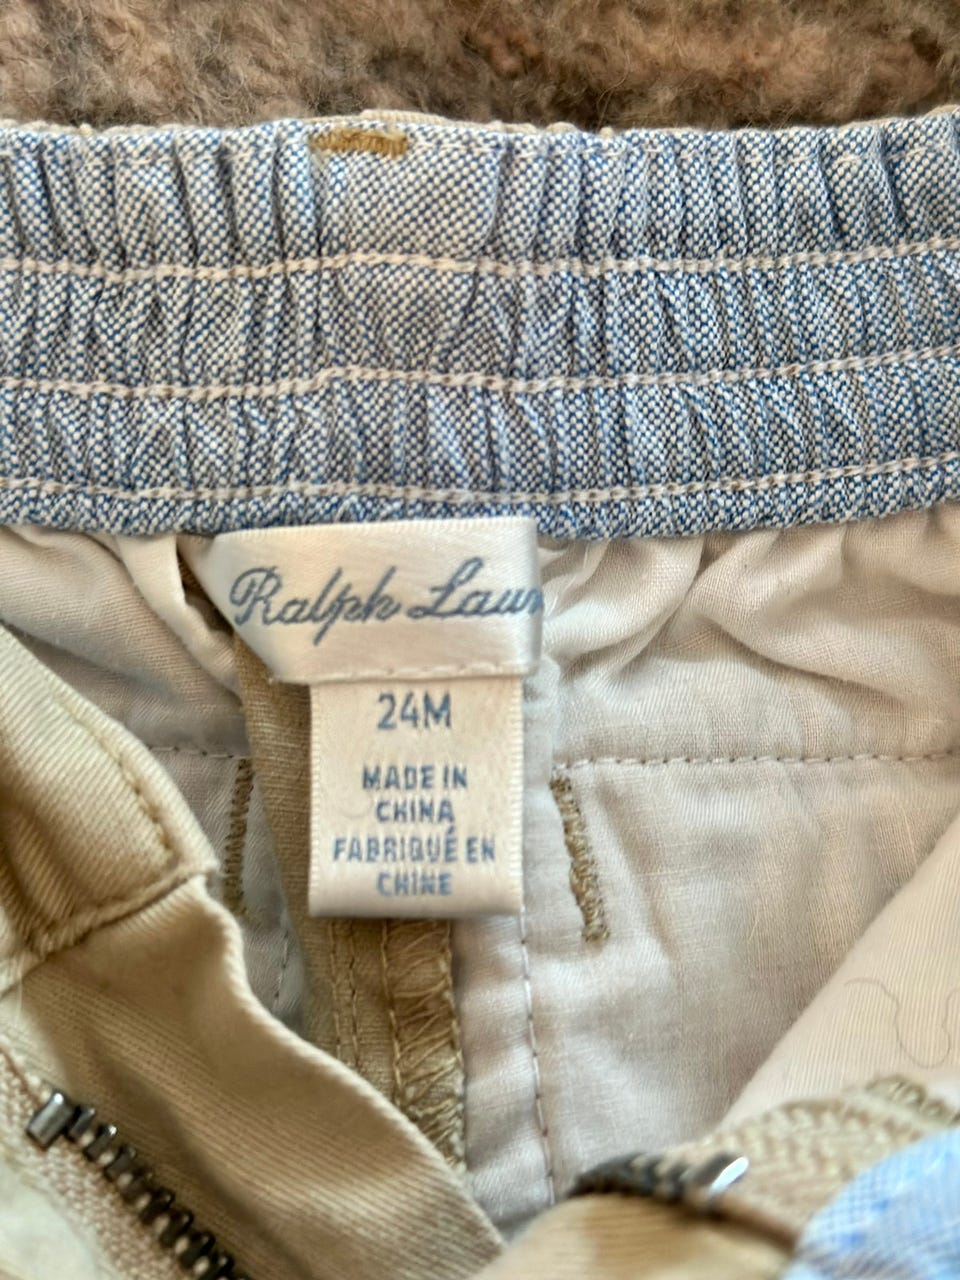 Ralph Laur
24M
MADE IN
CHINA
FABRIQUÉ EN
CHINE